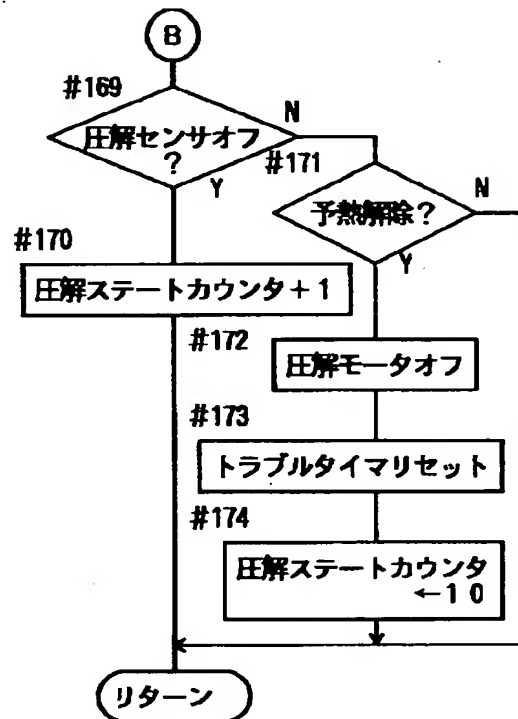 B
#169
圧解センサオフ
?
N
Y
#171
予熱解除?
N
Y
#170
圧解ステートカウンタ+1
#172
圧解モータオフ
#173
トラブルタイマリセット
#174
圧解ステートカウンタ
←10
リターン